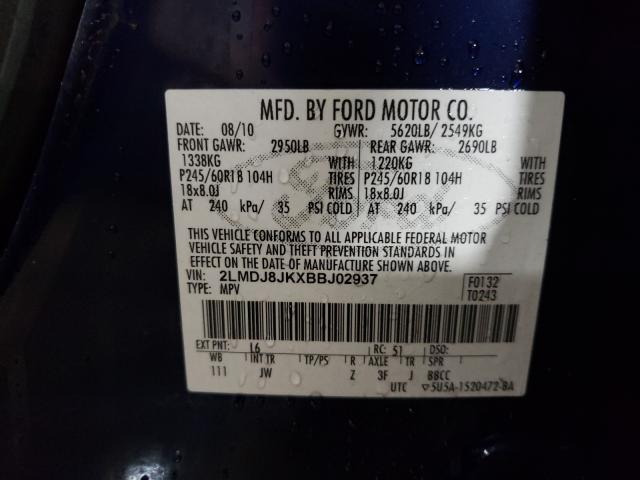 MFD. BY FORD MOTOR CO.
DATE: 08/10 GVWR: 5620LB/ 2549KG
FRONT GAWR: 2950LB REAR GAWR: 2690LB
1338KG WITH 1220KG WITH
P245/60R18 104H TIRES P245/60R18 104H TIRES
18x8.0J RIMS 18x8.0J RIMS
AT 240 kPa/ 35 PSI COLD AT 240 kPa/ 35 PSI COLD
THIS VEHICLE CONFORMS TO ALL APPLICABLE FEDERAL MOTOR
VEHICLE SAFETY AND THEFT PREVENTION STANDARDS IN
EFFECT ON THE DATE OF MANUFACTURE SHOWN ABOVE.
VIN: 2LMDJ8JKXBBJ02937 F0132
TYPE: MPV T0243
EXT PNT: L6 RC: 51 DSO:
WB INT TR TP/PS R AXLE TR SPR
111 JW Z 3F J BBCC
UTC ▽5U5A-1520472-BA